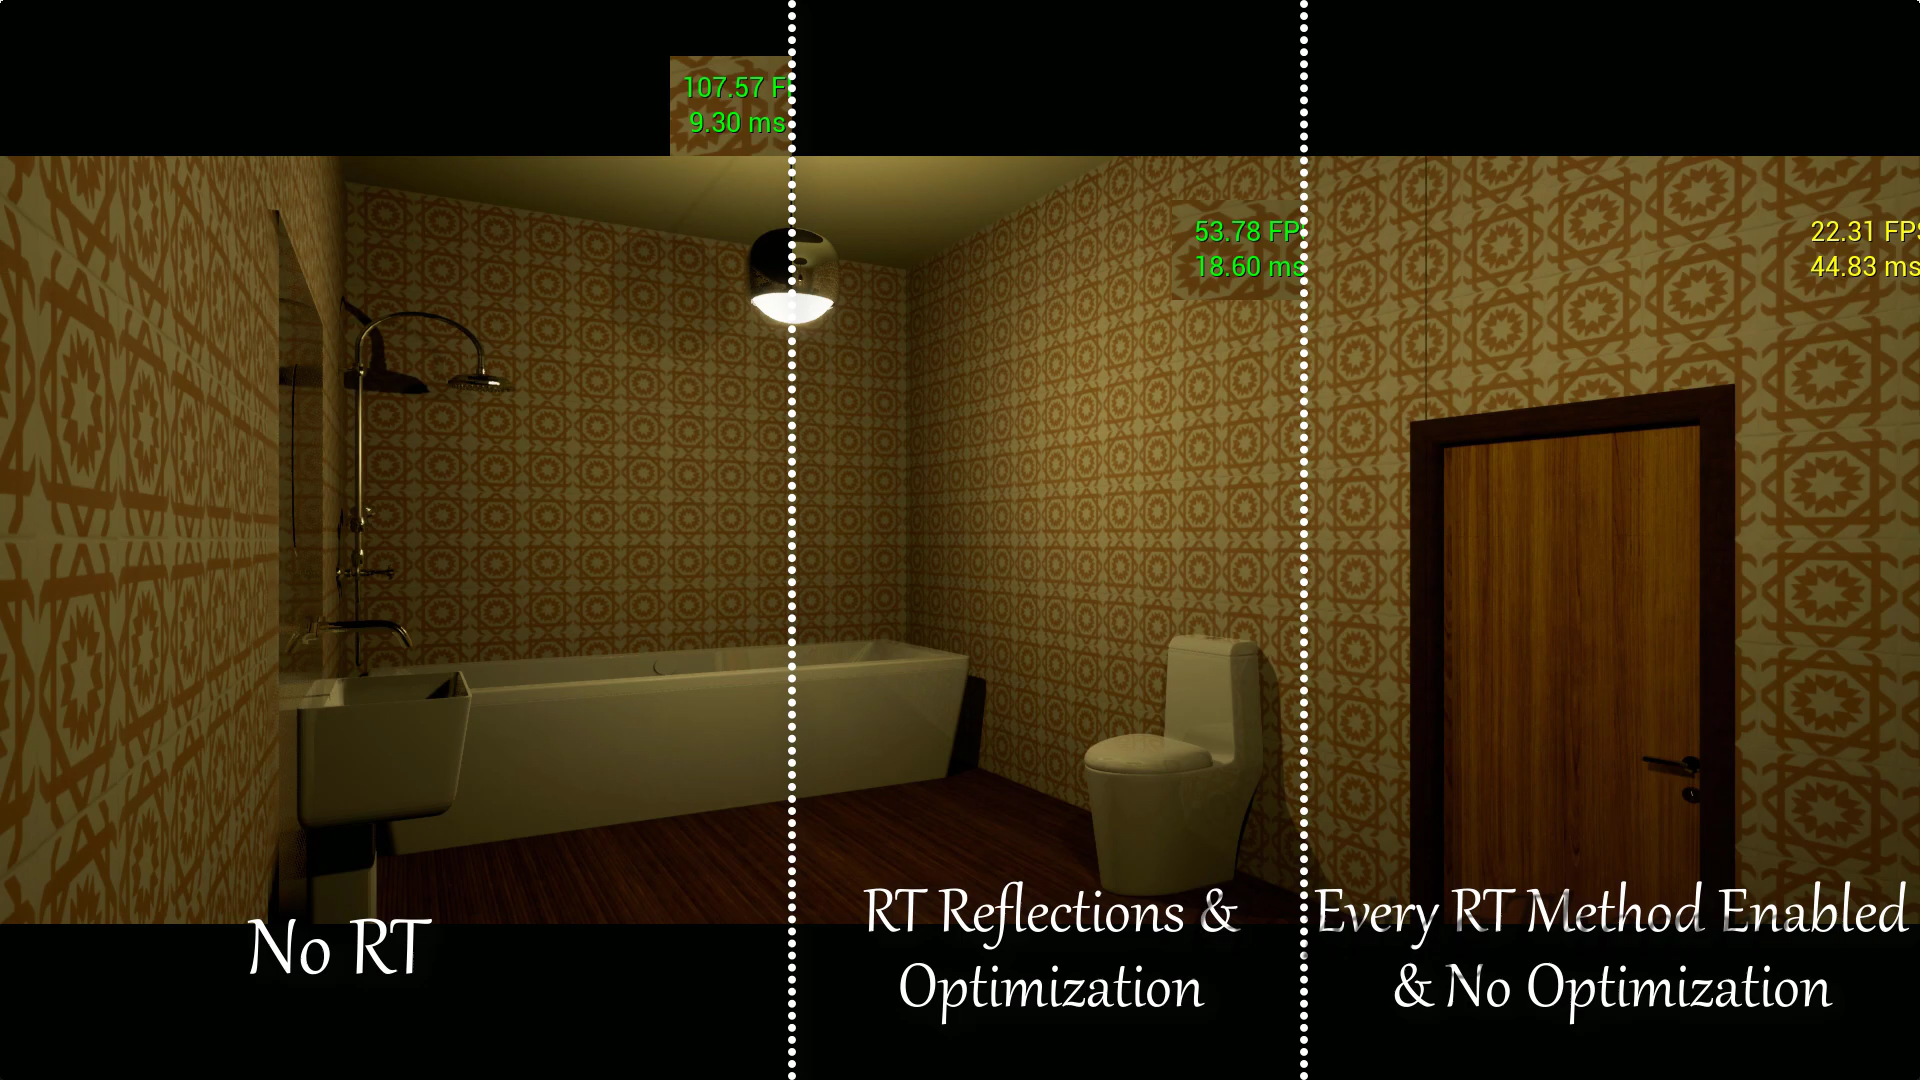 107.57 F
9.30 ms
53.78 FP
18.60 ms
22.31 FPS
44.83 ms
No RT
RT Reflections &
Optimization
Every RT Method Enabled
& No Optimization